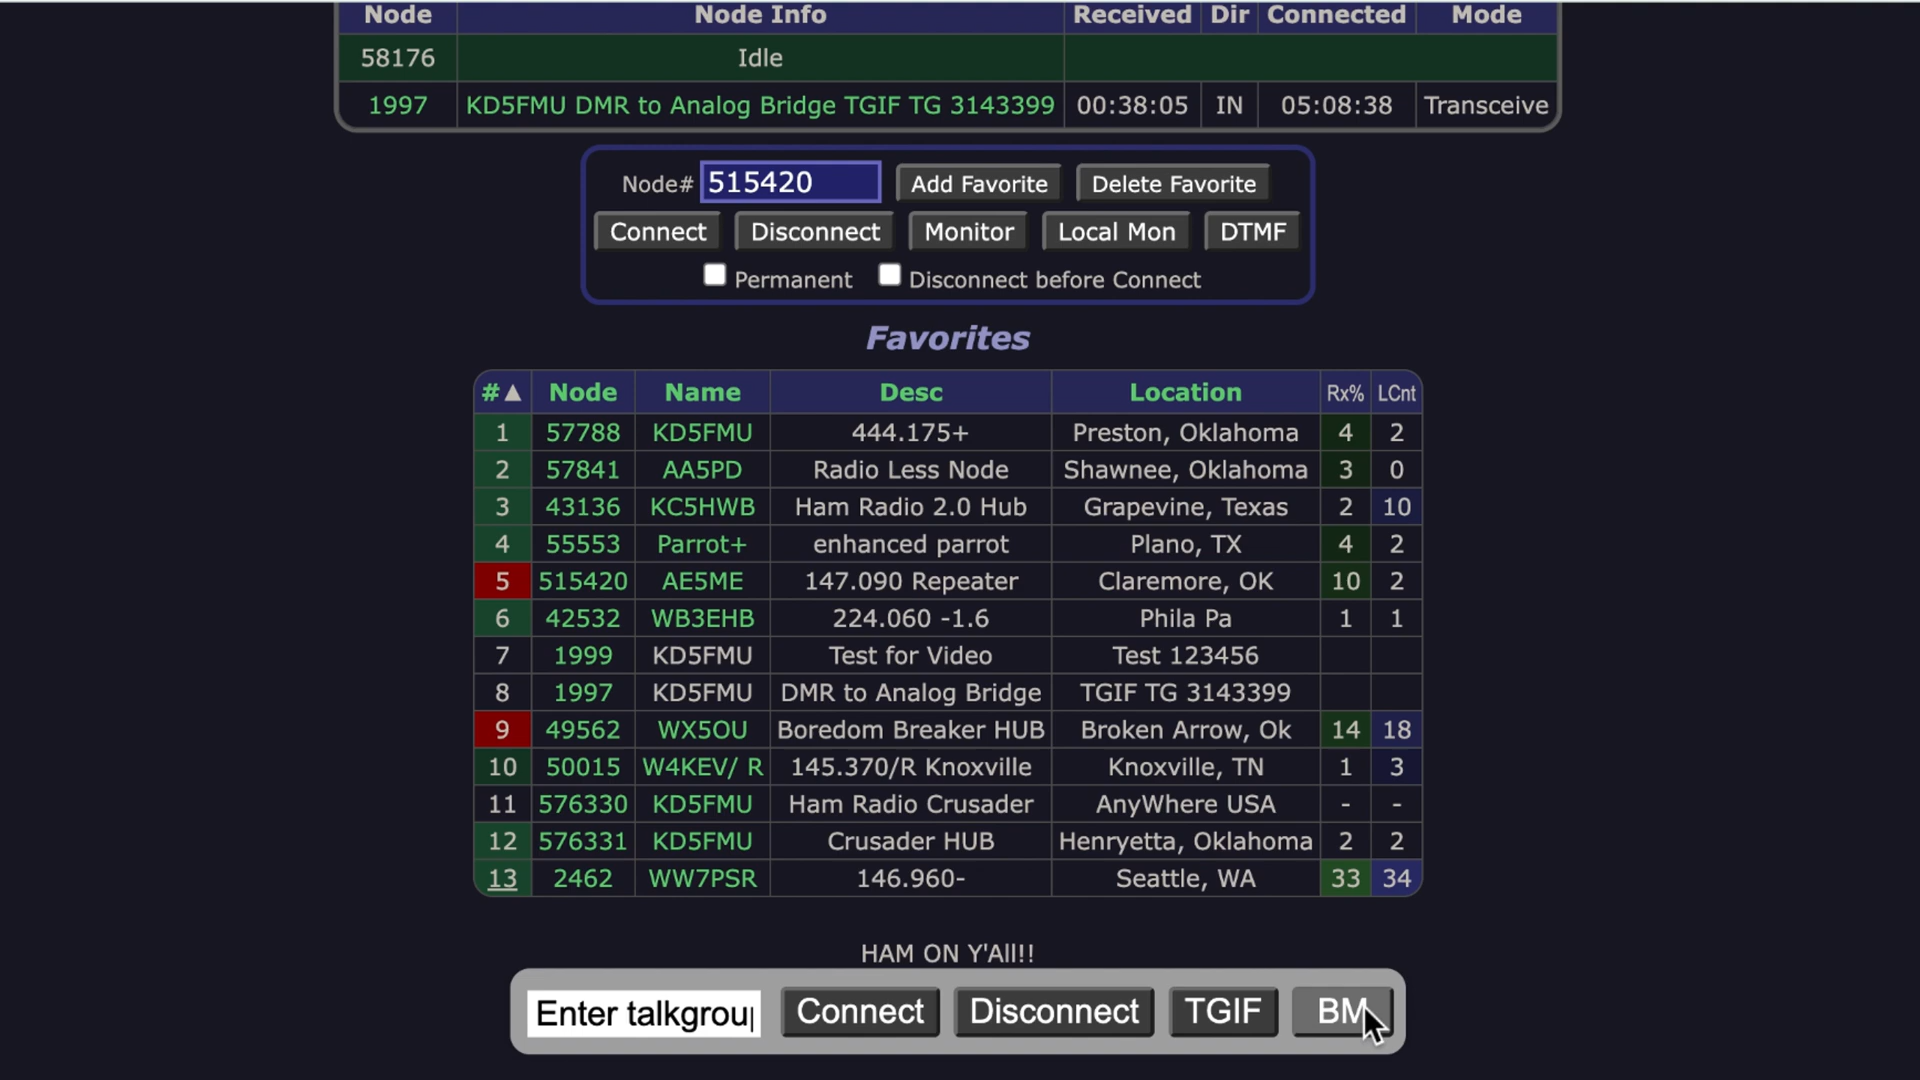 Node Node Info Received Dir Connected Mode
58176 Idle
1997 KD5FMU DMR to Analog Bridge TGIF TG 3143399 00:38:05 IN 05:08:38 Transceive
Node# 515420 Add Favorite Delete Favorite
Connect Disconnect Monitor Local Mon DTMF
Permanent Disconnect before Connect
Favorites
#▲ Node Name Desc Location Rx% LCnt
1 57788 KD5FMU 444.175+ Preston, Oklahoma 4 2
2 57841 AA5PD Radio Less Node Shawnee, Oklahoma 3 0
3 43136 KC5HWB Ham Radio 2.0 Hub Grapevine, Texas 2 10
4 55553 Parrot+ enhanced parrot Plano, TX 4 2
5 515420 AE5ME 147.090 Repeater Claremore, OK 10 2
6 42532 WB3EHB 224.060 -1.6 Phila Pa 1 1
7 1999 KD5FMU Test for Video Test 123456
8 1997 KD5FMU DMR to Analog Bridge TGIF TG 3143399
9 49562 WX5OU Boredom Breaker HUB Broken Arrow, Ok 14 18
10 50015 W4KEV/ R 145.370/R Knoxville Knoxville, TN 1 3
11 576330 KD5FMU Ham Radio Crusader AnyWhere USA - -
12 576331 KD5FMU Crusader HUB Henryetta, Oklahoma 2 2
13 2462 WW7PSR 146.960- Seattle, WA 33 34
HAM ON Y'All!!
Enter talkgrou Connect Disconnect TGIF BM